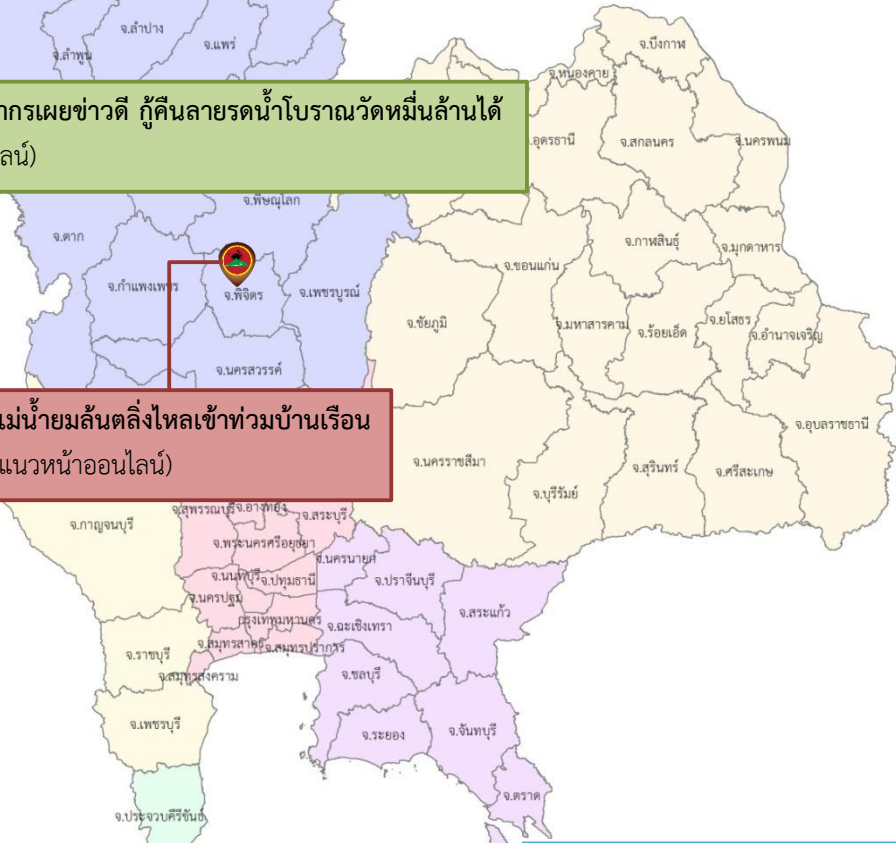 จ.ลำปาง
จ.แพร่
จ.ลำพูน
จ.บึงกาฬ
จ.หนองคาย
ากรเผยข่าวดี กู้คืนลายรดน้ำโบราณวัดหมื่นล้านได้
ลน์)
อุดรธานี
จ.สกลนคร
จ.นครพนม
จ.พิษณุโลก
จ.ตาก
จ.กำแพงเพชร
จ.พิจิตร
จ.เพชรบูรณ์
จ.ขอนแก่น
จ.กาฬสินธุ์
จ.มุกดาหาร
จ.ชัยภูมิ
จ.มหาสารคาม
จ.ร้อยเอ็ด
จ.ยโสธร
จ.อำนาจเจริญ
จ.นครสวรรค์
แม่น้ำยมล้นตลิ่งไหลเข้าท่วมบ้านเรือน
แนวหน้าออนไลน์)
จ.อุบลราชธานี
จ.นครราชสีมา
จ.บุรีรัมย์
จ.สุรินทร์
จ.ศรีสะเกษ
จ.กาญจนบุรี
จ.สุพรรณบุรี
จ.อ่างทอง
จ.สระบุรี
จ.พระนครศรีอยุธยา
จ.นครนายก
จ.นนทบุรี
จ.ปทุมธานี
จ.ปราจีนบุรี
จ.นครปฐม
กรุงเทพมหานคร
จ.ฉะเชิงเทรา
จ.สระแก้ว
จ.ราชบุรี
จ.สมุทรสาคร
จ.สมุทรปราการ
จ.สมุทรสงคราม
จ.ชลบุรี
จ.เพชรบุรี
จ.ระยอง
จ.จันทบุรี
จ.ตราด
จ.ประจวบคีรีขันธ์